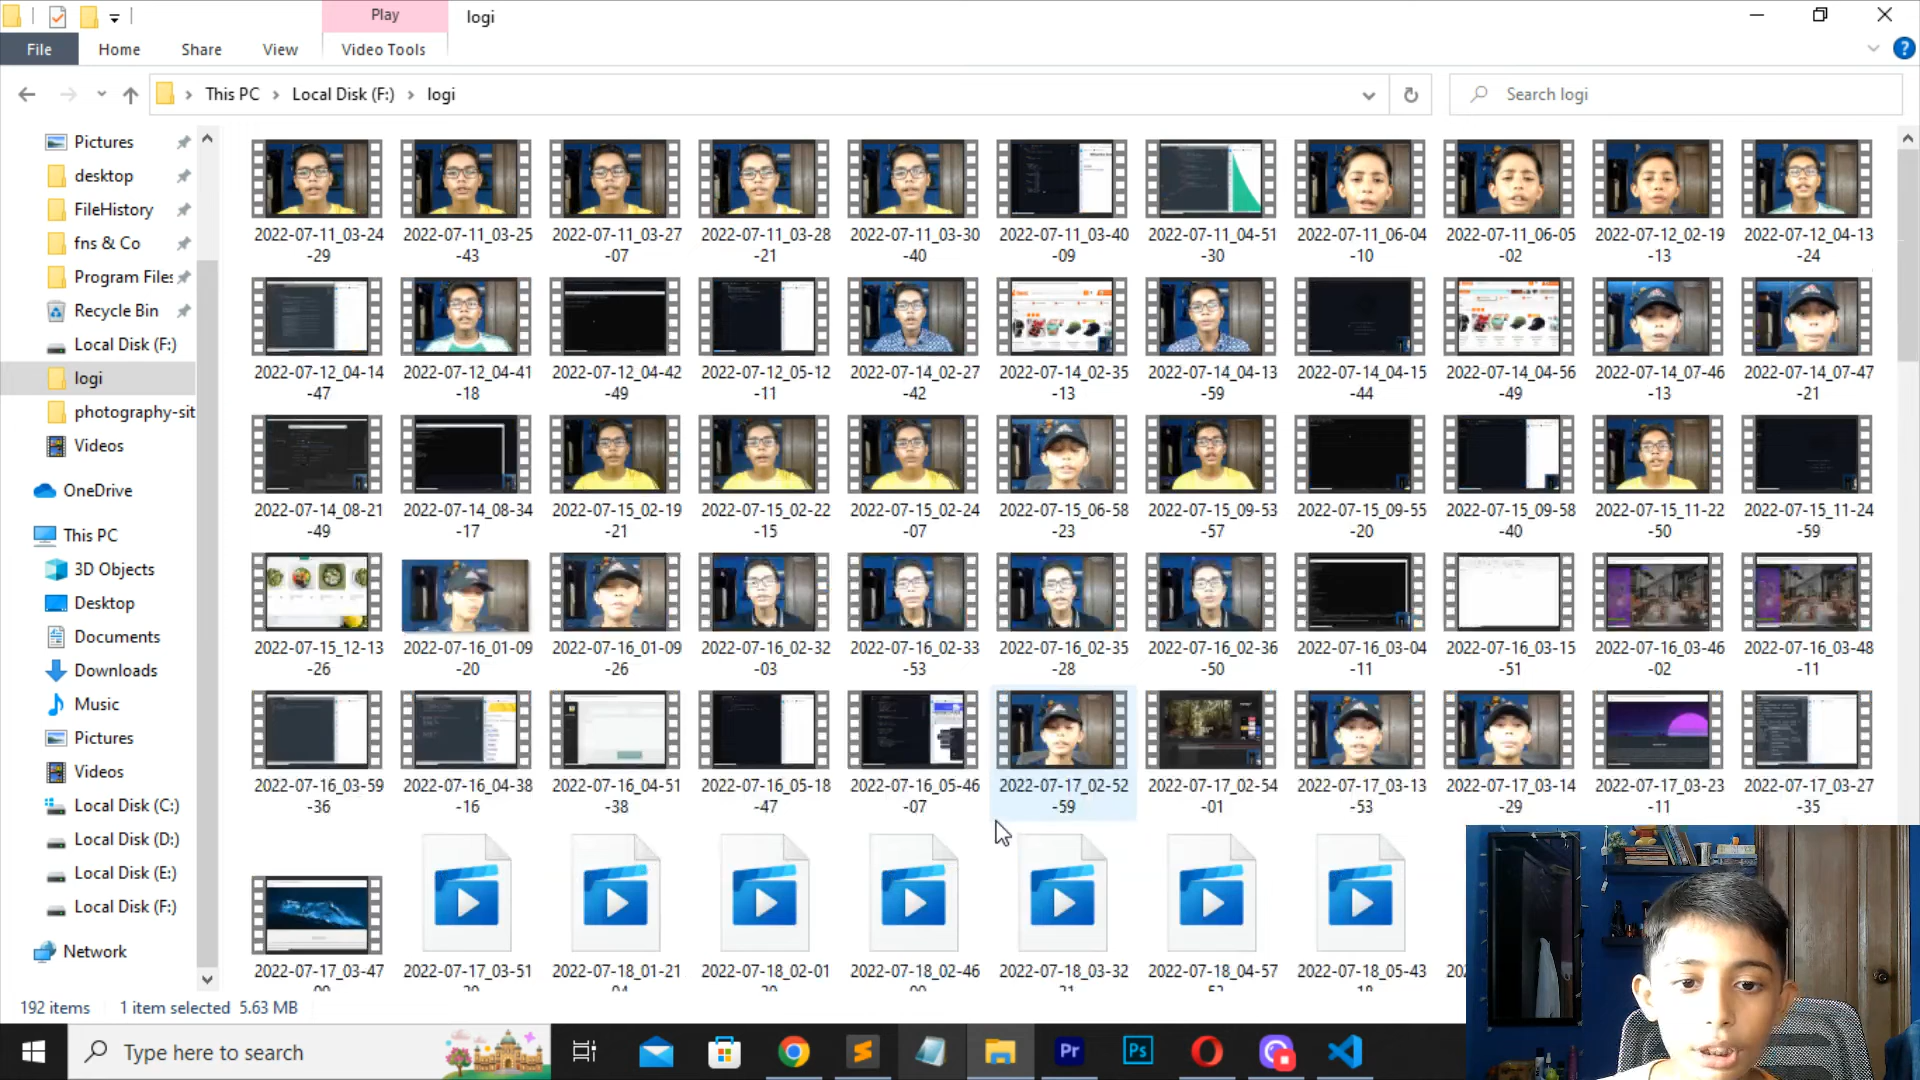 Play
logi
File
Home
Share
View
Video Tools
This PC
Local Disk (F:)
logi
Search logi
Pictures
desktop
FileHistory
fns & Co
Program Files
Recycle Bin
Local Disk (F:)
logi
photography-sit
Videos
OneDrive
This PC
3D Objects
Desktop
Documents
Downloads
Music
Pictures
Videos
Local Disk (C:)
Local Disk (D:)
Local Disk (E:)
Local Disk (F:)
Network
2022-07-11_03-24
-29
2022-07-11_03-25
-43
2022-07-11_03-27
-07
2022-07-11_03-28
-21
2022-07-11_03-30
-40
2022-07-11_03-40
-09
2022-07-11_04-51
-30
2022-07-11_06-04
-10
2022-07-11_06-05
-02
2022-07-12_02-19
-13
2022-07-12_04-13
-24
2022-07-12_04-14
-47
2022-07-12_04-41
-18
2022-07-12_04-42
-49
2022-07-12_05-12
-11
2022-07-14_02-27
-42
2022-07-14_02-35
-13
2022-07-14_04-13
-59
2022-07-14_04-15
-44
2022-07-14_04-56
-49
2022-07-14_07-46
-13
2022-07-14_07-47
-21
2022-07-14_08-21
-49
2022-07-14_08-34
-17
2022-07-15_02-19
-21
2022-07-15_02-22
-15
2022-07-15_02-24
-07
2022-07-15_06-58
-23
2022-07-15_09-53
-57
2022-07-15_09-55
-20
2022-07-15_09-58
-40
2022-07-15_11-22
-50
2022-07-15_11-24
-59
2022-07-15_12-13
-26
2022-07-16_01-09
-20
2022-07-16_01-09
-26
2022-07-16_02-32
-03
2022-07-16_02-33
-53
2022-07-16_02-35
-28
2022-07-16_02-36
-50
2022-07-16_03-04
-11
2022-07-16_03-15
-51
2022-07-16_03-46
-02
2022-07-16_03-48
-11
2022-07-16_03-59
-36
2022-07-16_04-38
-16
2022-07-16_04-51
-38
2022-07-16_05-18
-47
2022-07-16_05-46
-07
2022-07-17_02-52
-59
2022-07-17_02-54
-01
2022-07-17_03-13
-53
2022-07-17_03-14
-29
2022-07-17_03-23
-11
2022-07-17_03-27
-35
2022-07-17_03-47
2022-07-17_03-51
2022-07-18_01-21
2022-07-18_02-01
2022-07-18_02-46
2022-07-18_03-32
2022-07-18_04-57
2022-07-18_05-43
192 items
1 item selected 5.63 MB
Type here to search
Pr
Ps